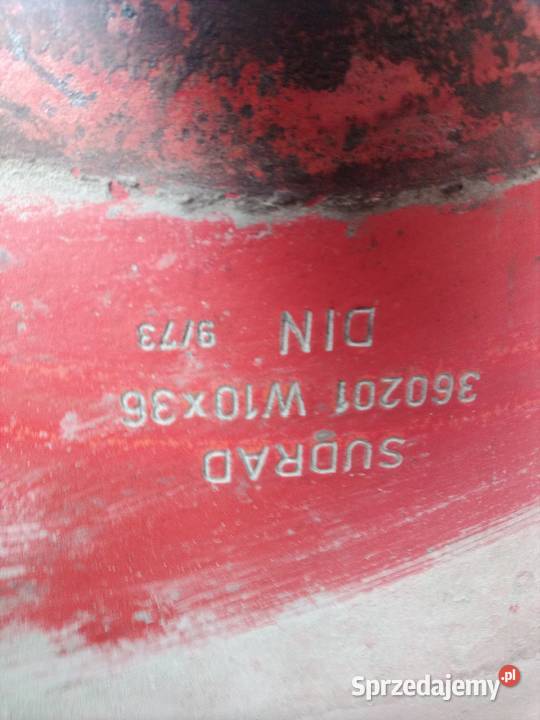 SÜDRAD
360201 W10x36
DIN 9/73
Sprzedajemy.pl